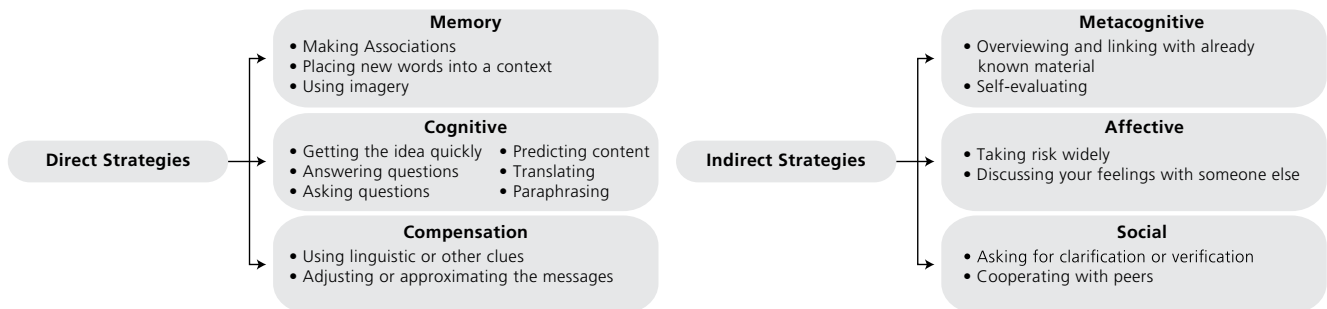 Direct Strategies
Memory
• Making Associations
• Placing new words into a context
• Using imagery
Cognitive
• Getting the idea quickly
• Answering questions
• Asking questions
• Predicting content
• Translating
• Paraphrasing
Compensation
• Using linguistic or other clues
• Adjusting or approximating the messages
Indirect Strategies
Metacognitive
• Overviewing and linking with already
known material
• Self-evaluating
Affective
• Taking risk widely
• Discussing your feelings with someone else
Social
• Asking for clarification or verification
• Cooperating with peers